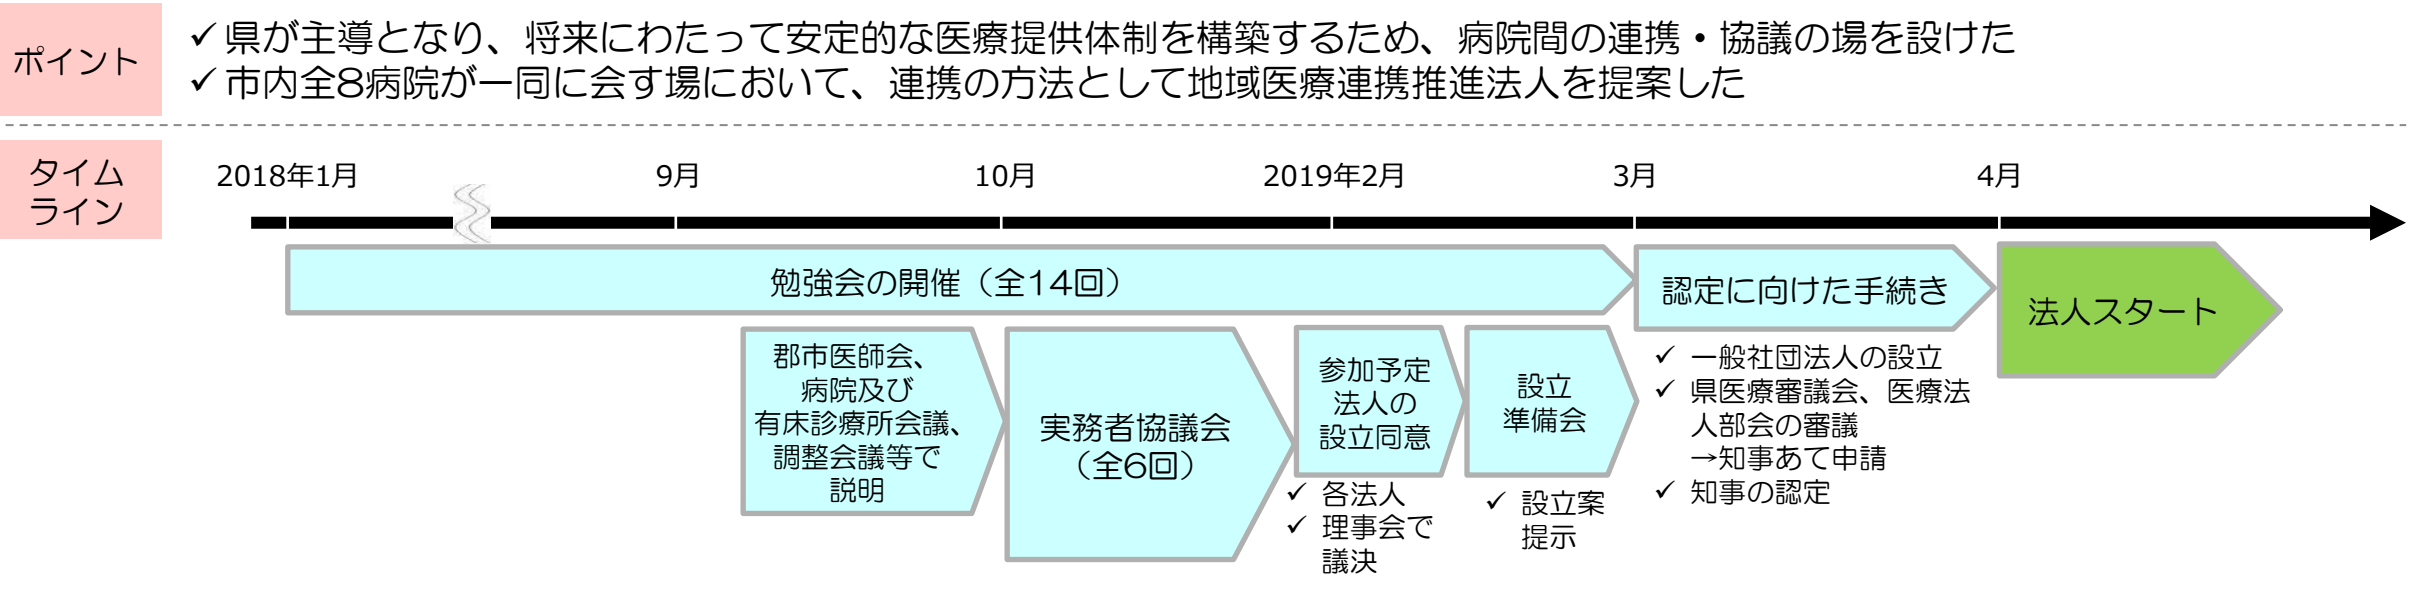 ポイント
✓県が主導となり、将来にわたって安定的な医療提供体制を構築するため、病院間の連携・協議の場を設けた
✓市内全8病院が一同に会す場において、連携の方法として地域医療連携推進法人を提案した
タイム
ライン
2018年1月
9月
10月
2019年2月
3月
4月
勉強会の開催（全14回）
認定に向けた手続き
法人スタート
郡市医師会、
病院及び
有床診療所会議、
調整会議等で
説明
実務者協議会
（全6回）
参加予定
法人の
設立同意
✓ 各法人
✓ 理事会で
議決
設立
準備会
✓ 設立案
提示
✓ 一般社団法人の設立
✓ 県医療審議会、医療法
人部会の審議
→知事あて申請
✓ 知事の認定